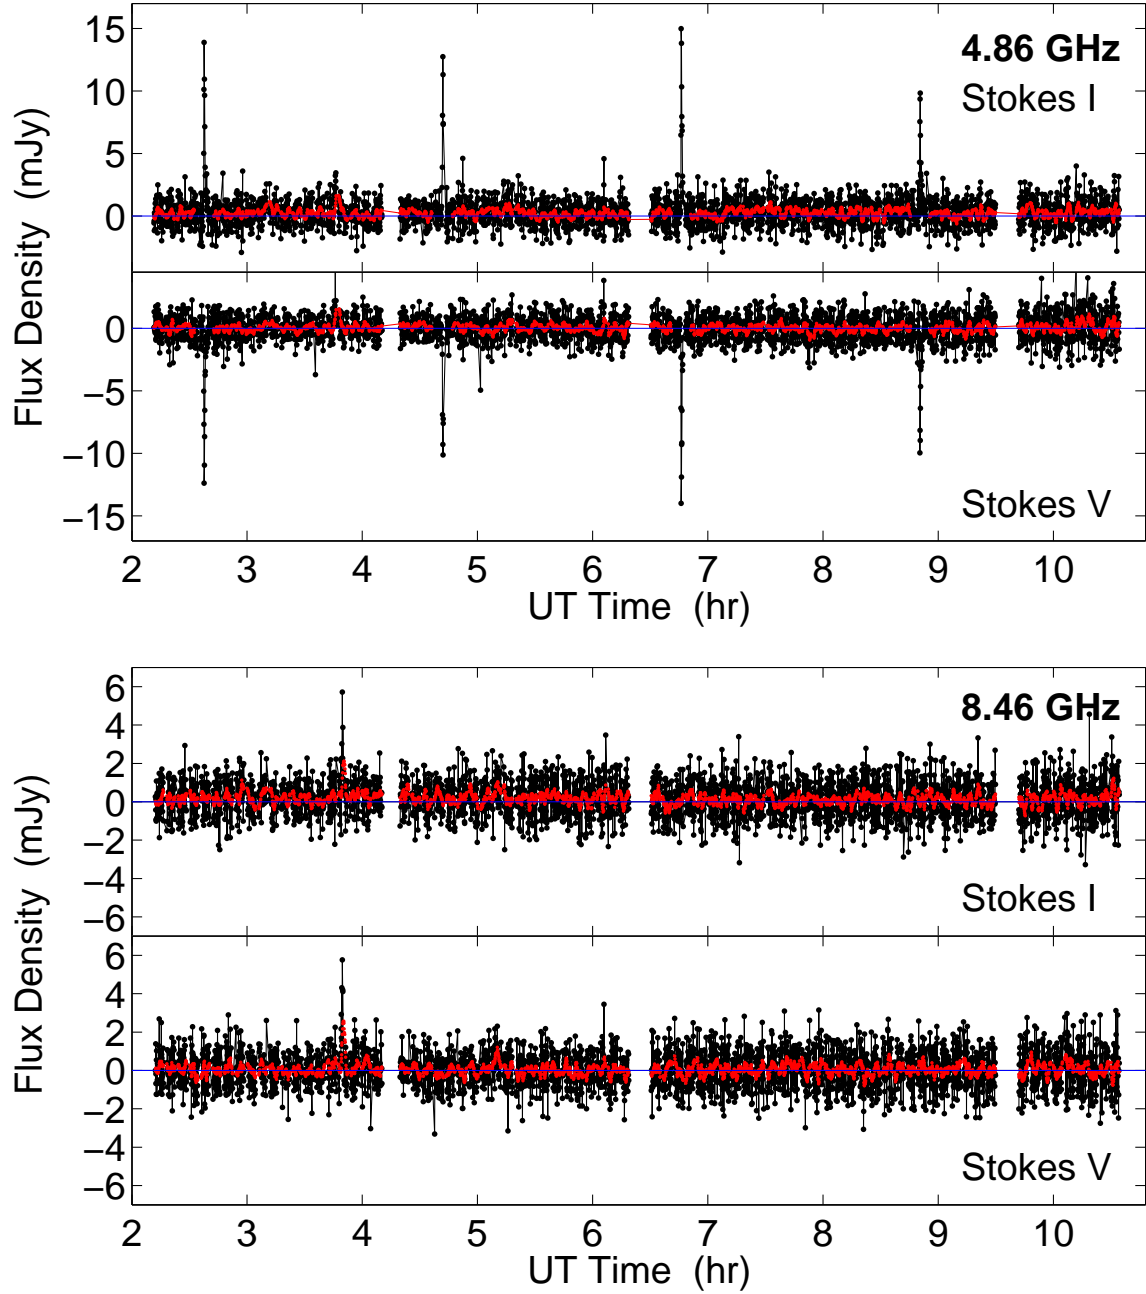 15
10
5
0
4.86 GHz
Stokes I
0
−5
−10
−15
Stokes V
Flux Density (mJy)
2 3 4 5 6 7 8 9 10
UT Time (hr)
6
4
2
0
−2
−4
−6
8.46 GHz
Stokes I
6
4
2
0
−2
−4
−6
Stokes V
Flux Density (mJy)
2 3 4 5 6 7 8 9 10
UT Time (hr)